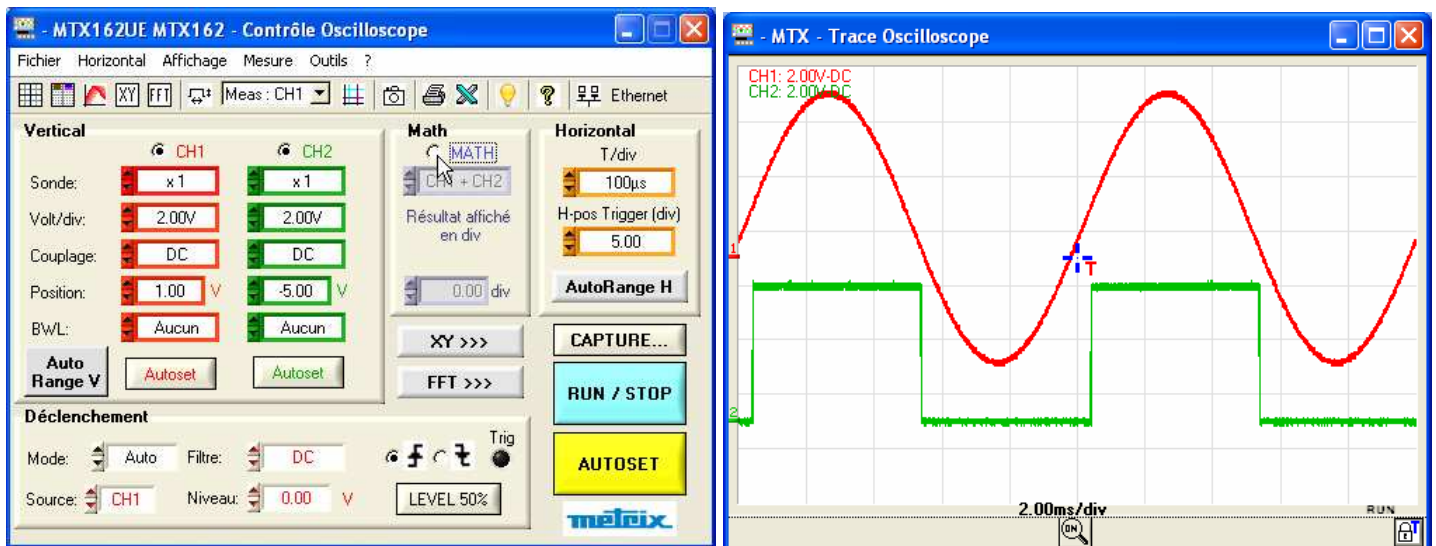 - MTX162UE MTX162 - Contrôle Oscilloscope
Fichier Horizontal Affichage Mesure Outils ?
XY FFT Meas : CH1 ? Ethernet
Vertical
CH1 CH2
Sonde: x 1 x 1
Volt/div: 2.00V 2.00V
Couplage: DC DC
Position: 1.00 V -5.00 V
BWL: Aucun Aucun
Auto Range V Autoset Autoset
Math
MATH
CH1 + CH2
Résultat affiché
en div
0.00 div
XY >>>
FFT >>>
Horizontal
T/div
100µs
H-pos Trigger (div)
5.00
AutoRange H
CAPTURE...
RUN / STOP
AUTOSET
metrix
Déclenchement
Mode: Auto Filtre: DC Trig
Source: CH1 Niveau: 0.00 V LEVEL 50%
- MTX - Trace Oscilloscope
CH1: 2.00V-DC
CH2: 2.00V-DC
1
T
2
2.00ms/div RUN
ON T